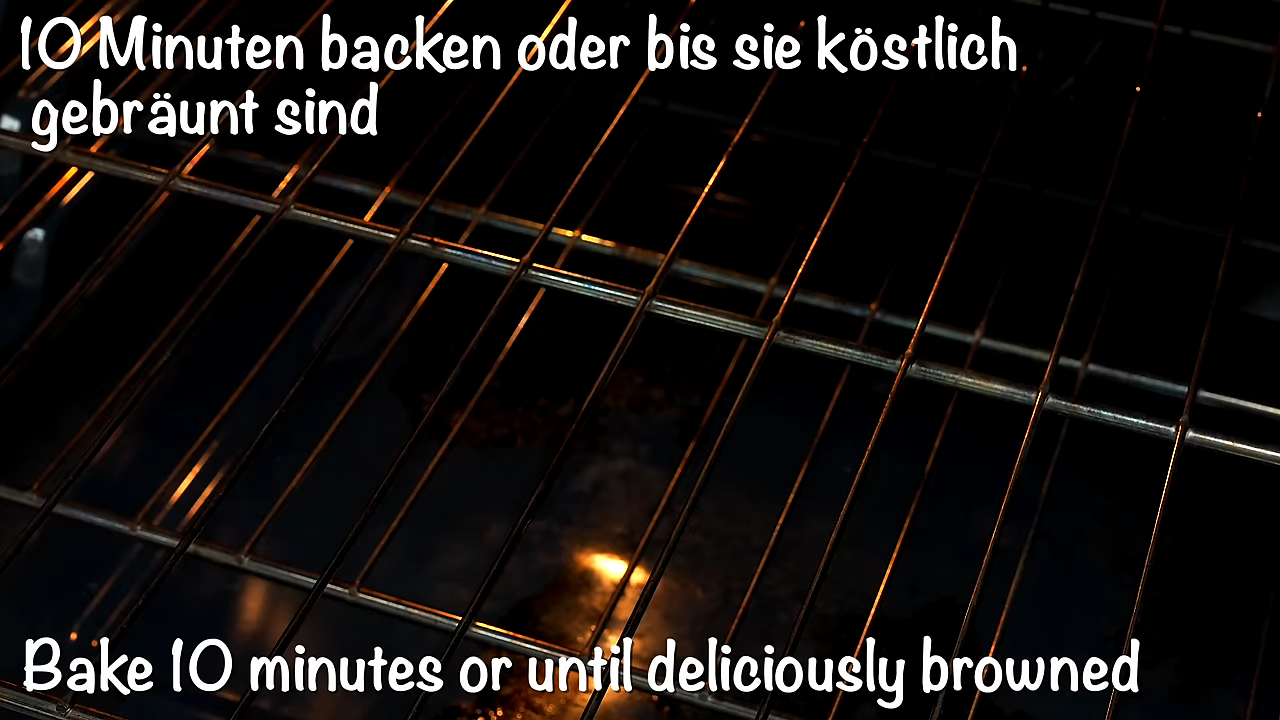 10 Minuten backen oder bis sie köstlich
gebräunt sind
Bake 10 minutes or until deliciously browned